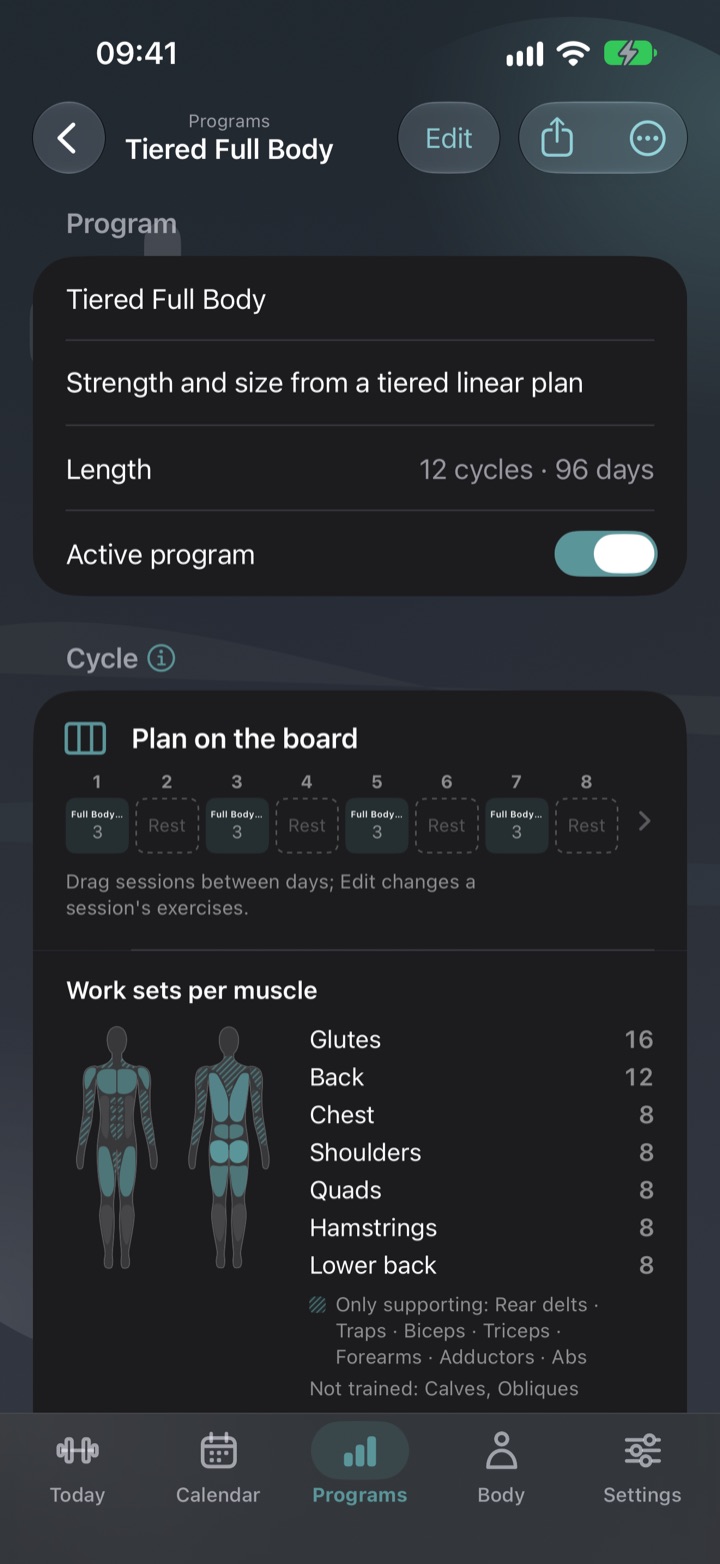 09:41
Programs
Tiered Full Body
Edit
Program
Tiered Full Body
Strength and size from a tiered linear plan
Length 12 cycles · 96 days
Active program
Cycle
Plan on the board
1 2 3 4 5 6 7 8
Full Body... Rest Full Body... Rest Full Body... Rest Full Body... Rest
3 3 3 3
Drag sessions between days; Edit changes a
session's exercises.
Work sets per muscle
Glutes 16
Back 12
Chest 8
Shoulders 8
Quads 8
Hamstrings 8
Lower back 8
Only supporting: Rear delts ·
Traps · Biceps · Triceps ·
Forearms · Adductors · Abs
Not trained: Calves, Obliques
Today Calendar Programs Body Settings